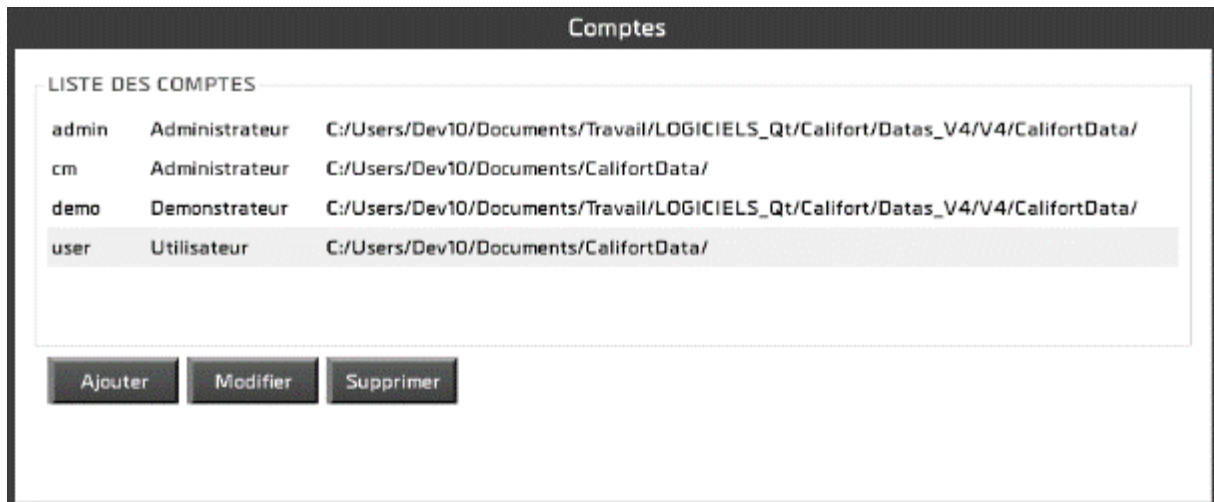 Comptes
LISTE DES COMPTES
admin Administrateur C:/Users/Dev10/Documents/Travail/LOGICIELS_Qt/Califort/Datas_V4/V4/CalifortData/
cm Administrateur C:/Users/Dev10/Documents/CalifortData/
demo Demonstrateur C:/Users/Dev10/Documents/Travail/LOGICIELS_Qt/Califort/Datas_V4/V4/CalifortData/
user Utilisateur C:/Users/Dev10/Documents/CalifortData/
Ajouter Modifier Supprimer